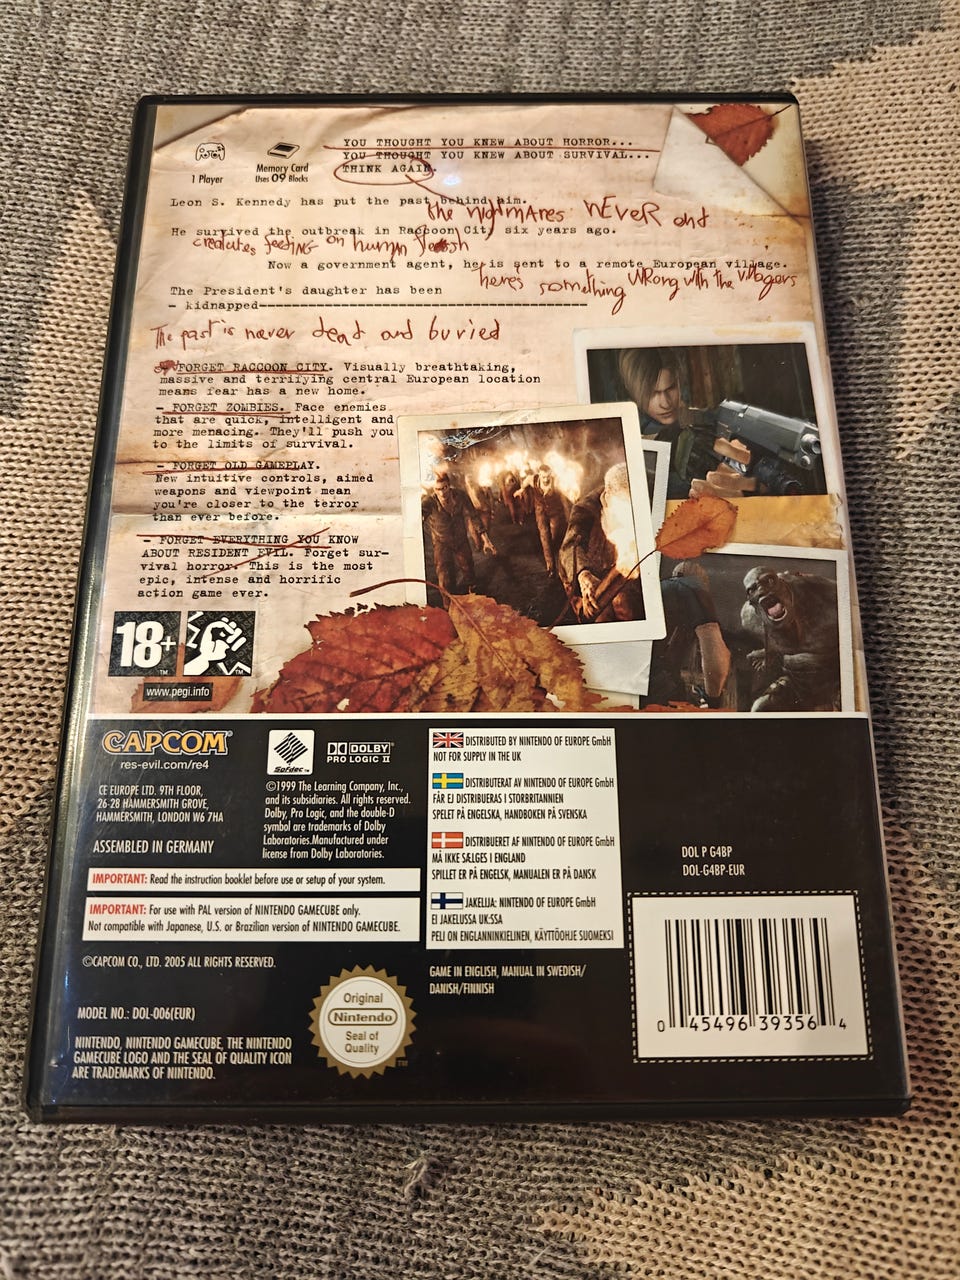 1 Player
Memory Card
Uses 09 Blocks
YOU THOUGHT YOU KNEW ABOUT HORROR...
YOU THOUGHT YOU KNEW ABOUT SURVIVAL...
THINK AGAIN.
Leon S. Kennedy has put the past behind him.
the nightmares never end
He survived the outbreak in Raccoon City six years ago.
creatures feeding on human flesh
Now a government agent, he is sent to a remote European village.
here's something wrong with the villagers
The President's daughter has been
- kidnapped
The past is never dead and buried
- FORGET RACCOON CITY. Visually breathtaking,
massive and terrifying central European location
means fear has a new home.
- FORGET ZOMBIES. Face enemies
that are quick, intelligent and
more menacing. They'll push you
to the limits of survival.
- FORGET OLD GAMEPLAY.
New intuitive controls, aimed
weapons and viewpoint mean
you're closer to the terror
than ever before.
- FORGET EVERYTHING YOU KNOW
ABOUT RESIDENT EVIL. Forget sur-
vival horror. This is the most
epic, intense and horrific
action game ever.
18+ TM
TM
www.pegi.info
CAPCOM®
res-evil.com/re4
CE EUROPE LTD. 9TH FLOOR,
26-28 HAMMERSMITH GROVE,
HAMMERSMITH, LONDON W6 7HA
ASSEMBLED IN GERMANY
SafDec TM
DOLBY®
PRO LOGIC II
©1999 The Learning Company, Inc.,
and its subsidiaries. All rights reserved.
Dolby, Pro Logic, and the double-D
symbol are trademarks of Dolby
Laboratories.Manufactured under
license from Dolby Laboratories.
IMPORTANT: Read the instruction booklet before use or setup of your system.
IMPORTANT: For use with PAL version of NINTENDO GAMECUBE only.
Not compatible with Japanese, U.S. or Brazilian version of NINTENDO GAMECUBE.
©CAPCOM CO., LTD. 2005 ALL RIGHTS RESERVED.
MODEL NO.: DOL-006(EUR)
NINTENDO, NINTENDO GAMECUBE, THE NINTENDO
GAMECUBE LOGO AND THE SEAL OF QUALITY ICON
ARE TRADEMARKS OF NINTENDO.
Original
Nintendo
Seal of
Quality
TM
DISTRIBUTED BY NINTENDO OF EUROPE GmbH
NOT FOR SUPPLY IN THE UK
DISTRIBUTERAT AV NINTENDO OF EUROPE GmbH
FÅR EJ DISTRIBUERAS I STORBRITANNIEN
SPELET PÅ ENGELSKA, HANDBOKEN PÅ SVENSKA
DISTRIBUERET AF NINTENDO OF EUROPE GmbH
MÅ IKKE SÆLGES I ENGLAND
SPILLET ER PÅ ENGELSK, MANUALEN ER PÅ DANSK
JAKELIJA: NINTENDO OF EUROPE GmbH
EI JAKELUSSA UK:SSA
PELI ON ENGLANNINKIELINEN, KÄYTTÖOHJE SUOMEKSI
GAME IN ENGLISH, MANUAL IN SWEDISH/
DANISH/FINNISH
DOL P G4BP
DOL-G4BP-EUR
0 45496 39356 4